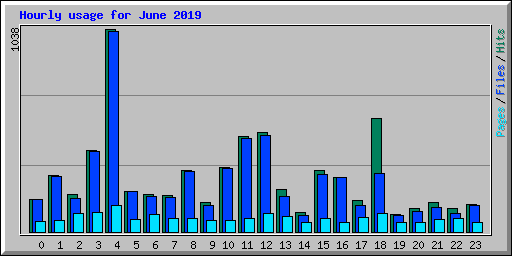 Hourly usage for June 2019
1038
Pages / Files / Hits
0 1 2 3 4 5 6 7 8 9 10 11 12 13 14 15 16 17 18 19 20 21 22 23